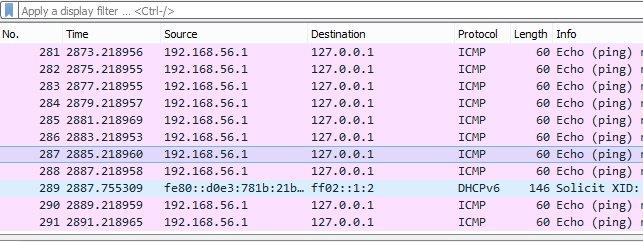 Apply a display filter … <Ctrl-/>
No. Time Source Destination Protocol Length Info
281 2873.218956 192.168.56.1 127.0.0.1 ICMP 60 Echo (ping)
282 2875.218955 192.168.56.1 127.0.0.1 ICMP 60 Echo (ping)
283 2877.218955 192.168.56.1 127.0.0.1 ICMP 60 Echo (ping)
284 2879.218957 192.168.56.1 127.0.0.1 ICMP 60 Echo (ping)
285 2881.218969 192.168.56.1 127.0.0.1 ICMP 60 Echo (ping)
286 2883.218953 192.168.56.1 127.0.0.1 ICMP 60 Echo (ping)
287 2885.218960 192.168.56.1 127.0.0.1 ICMP 60 Echo (ping)
288 2887.218958 192.168.56.1 127.0.0.1 ICMP 60 Echo (ping)
289 2887.755309 fe80::d0e3:781b:21b… ff02::1:2 DHCPv6 146 Solicit XID:
290 2889.218959 192.168.56.1 127.0.0.1 ICMP 60 Echo (ping)
291 2891.218965 192.168.56.1 127.0.0.1 ICMP 60 Echo (ping)